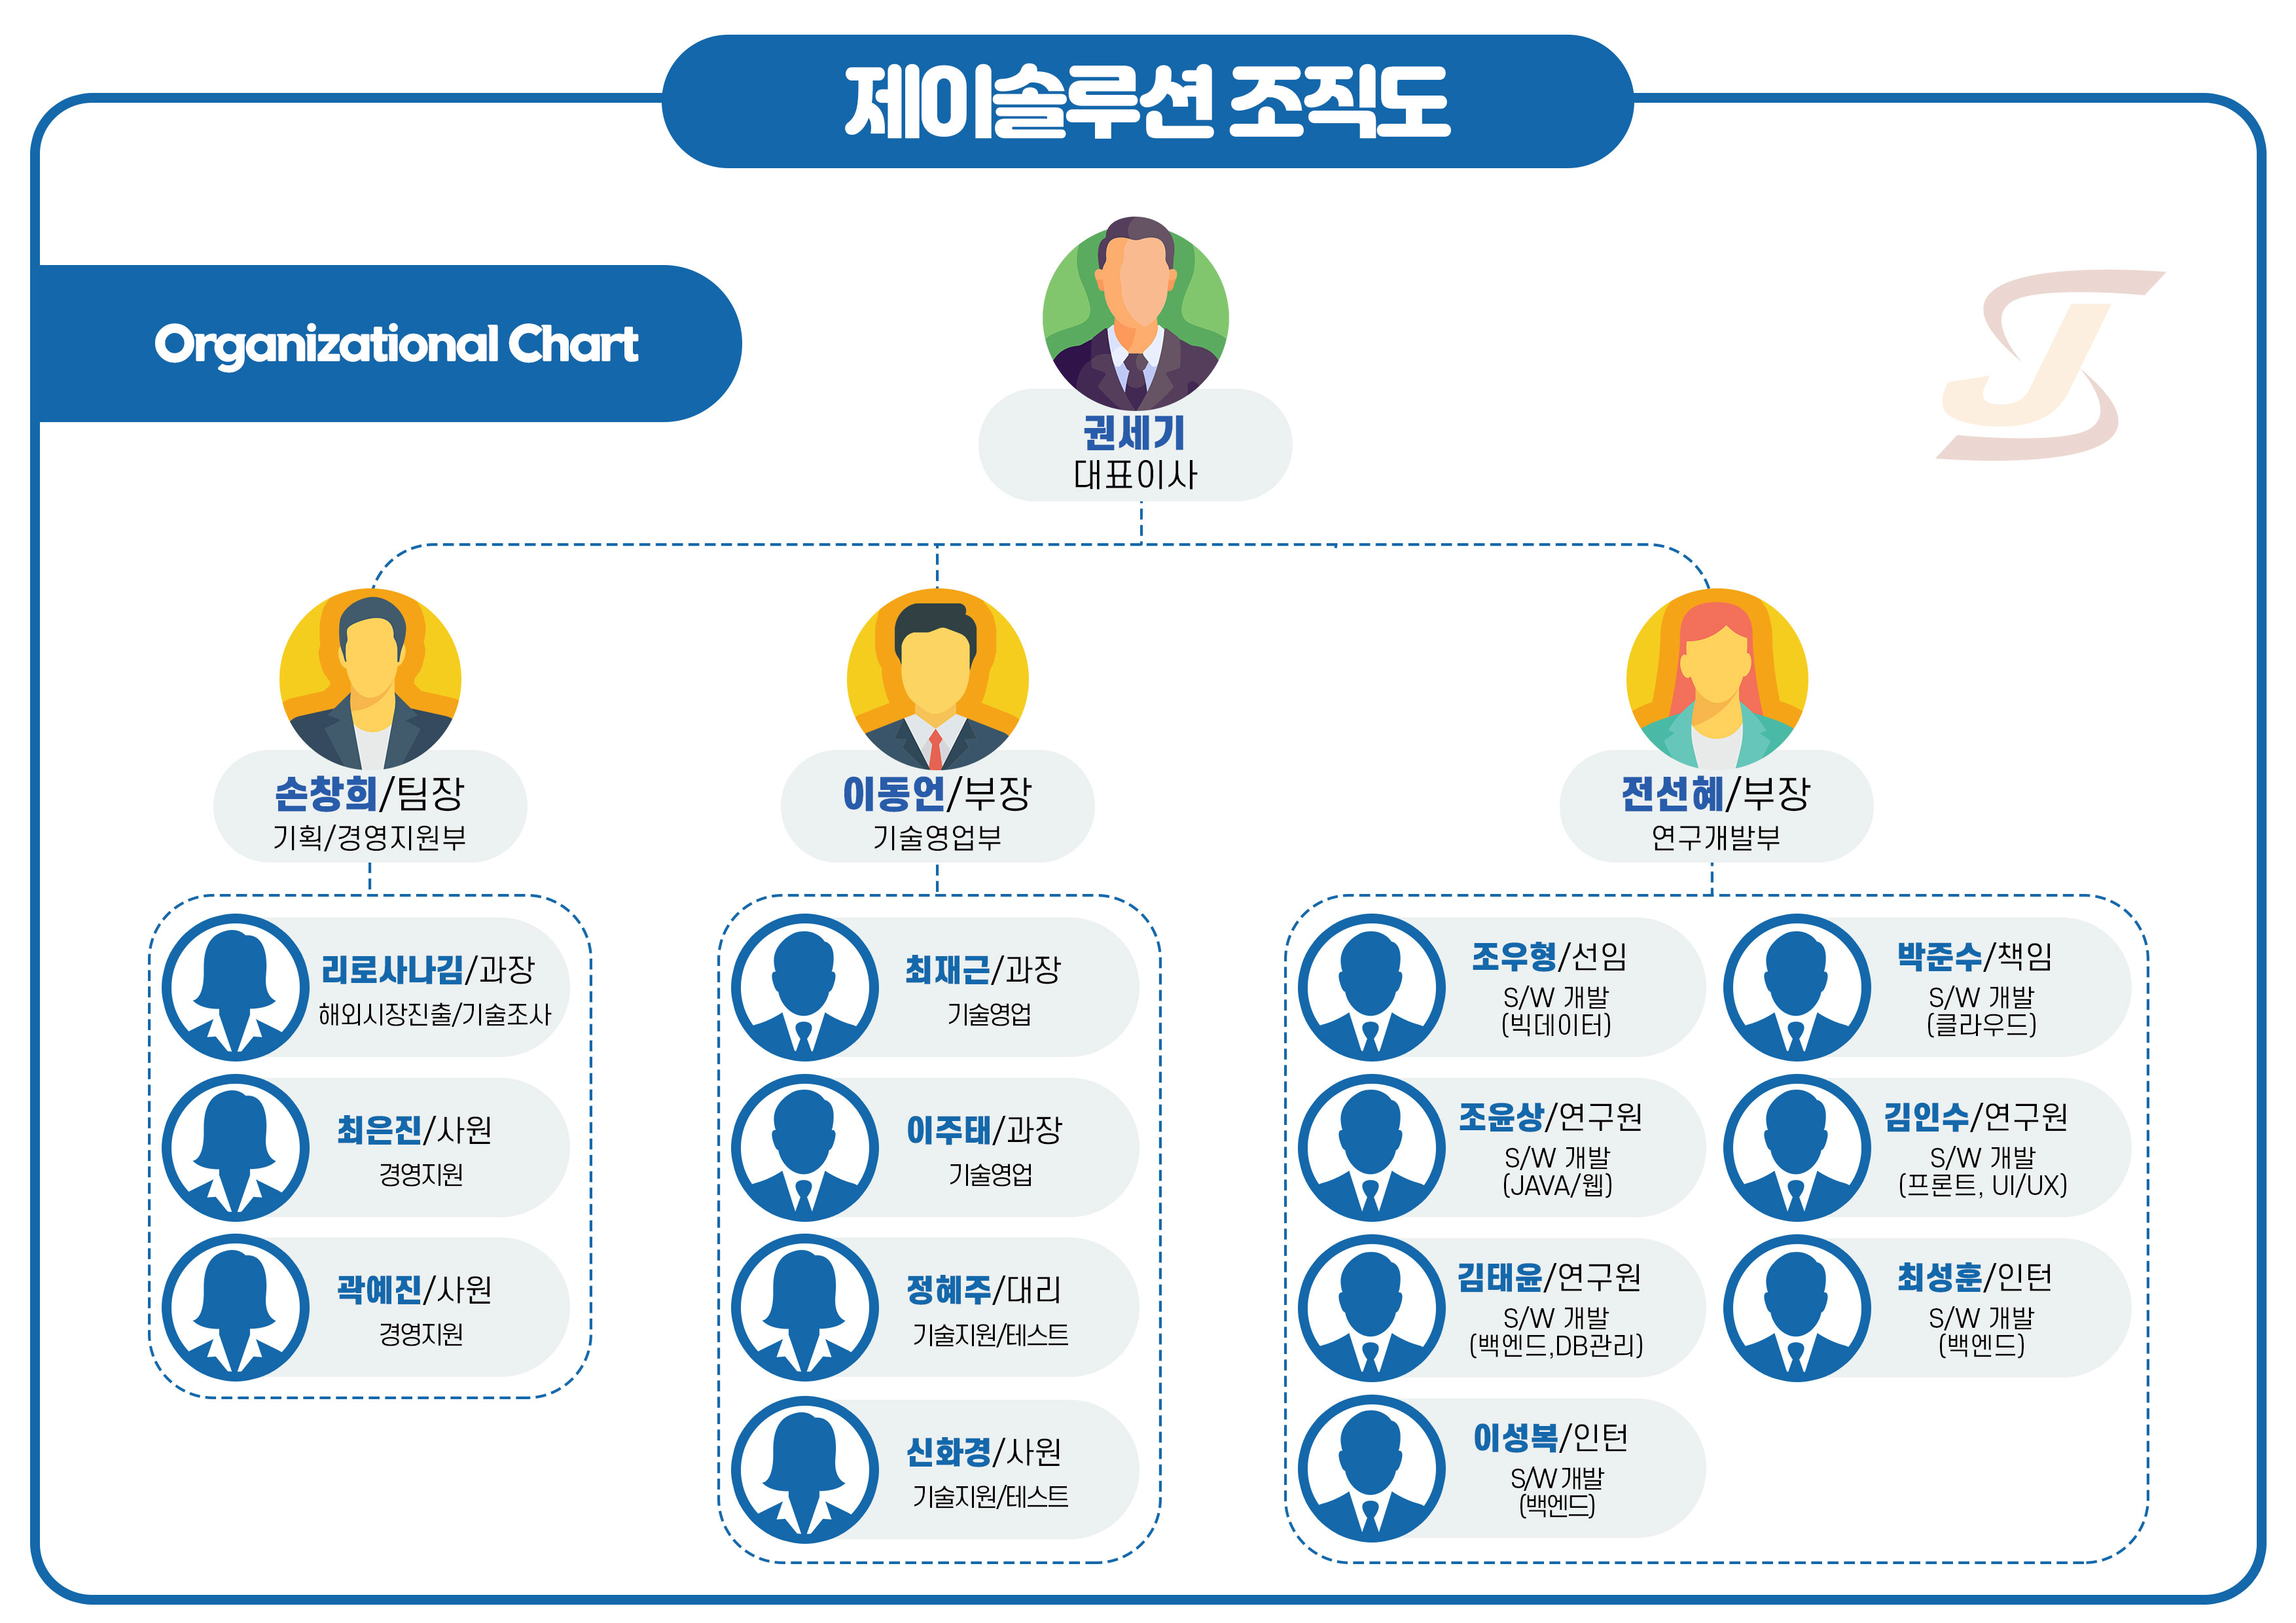 제이솔루션 조직도
Organizational Chart
JS
권세기
대표이사
손창희/팀장
기획/경영지원부
이동언/부장
기술영업부
전선혜/부장
연구개발부
리로사나김/과장
해외시장진출/기술조사
최은진/사원
경영지원
곽예진/사원
경영지원
최재근/과장
기술영업
이주태/과장
기술영업
정혜주/대리
기술지원/테스트
신화경/사원
기술지원/테스트
조우형/선임
S/W 개발
(빅데이터)
박준수/책임
S/W 개발
(클라우드)
조윤상/연구원
S/W 개발
(JAVA/웹)
김인수/연구원
S/W 개발
(프론트, UI/UX)
김태윤/연구원
S/W 개발
(백엔드,DB관리)
최성훈/인턴
S/W 개발
(백엔드)
이성복/인턴
S/W 개발
(백엔드)